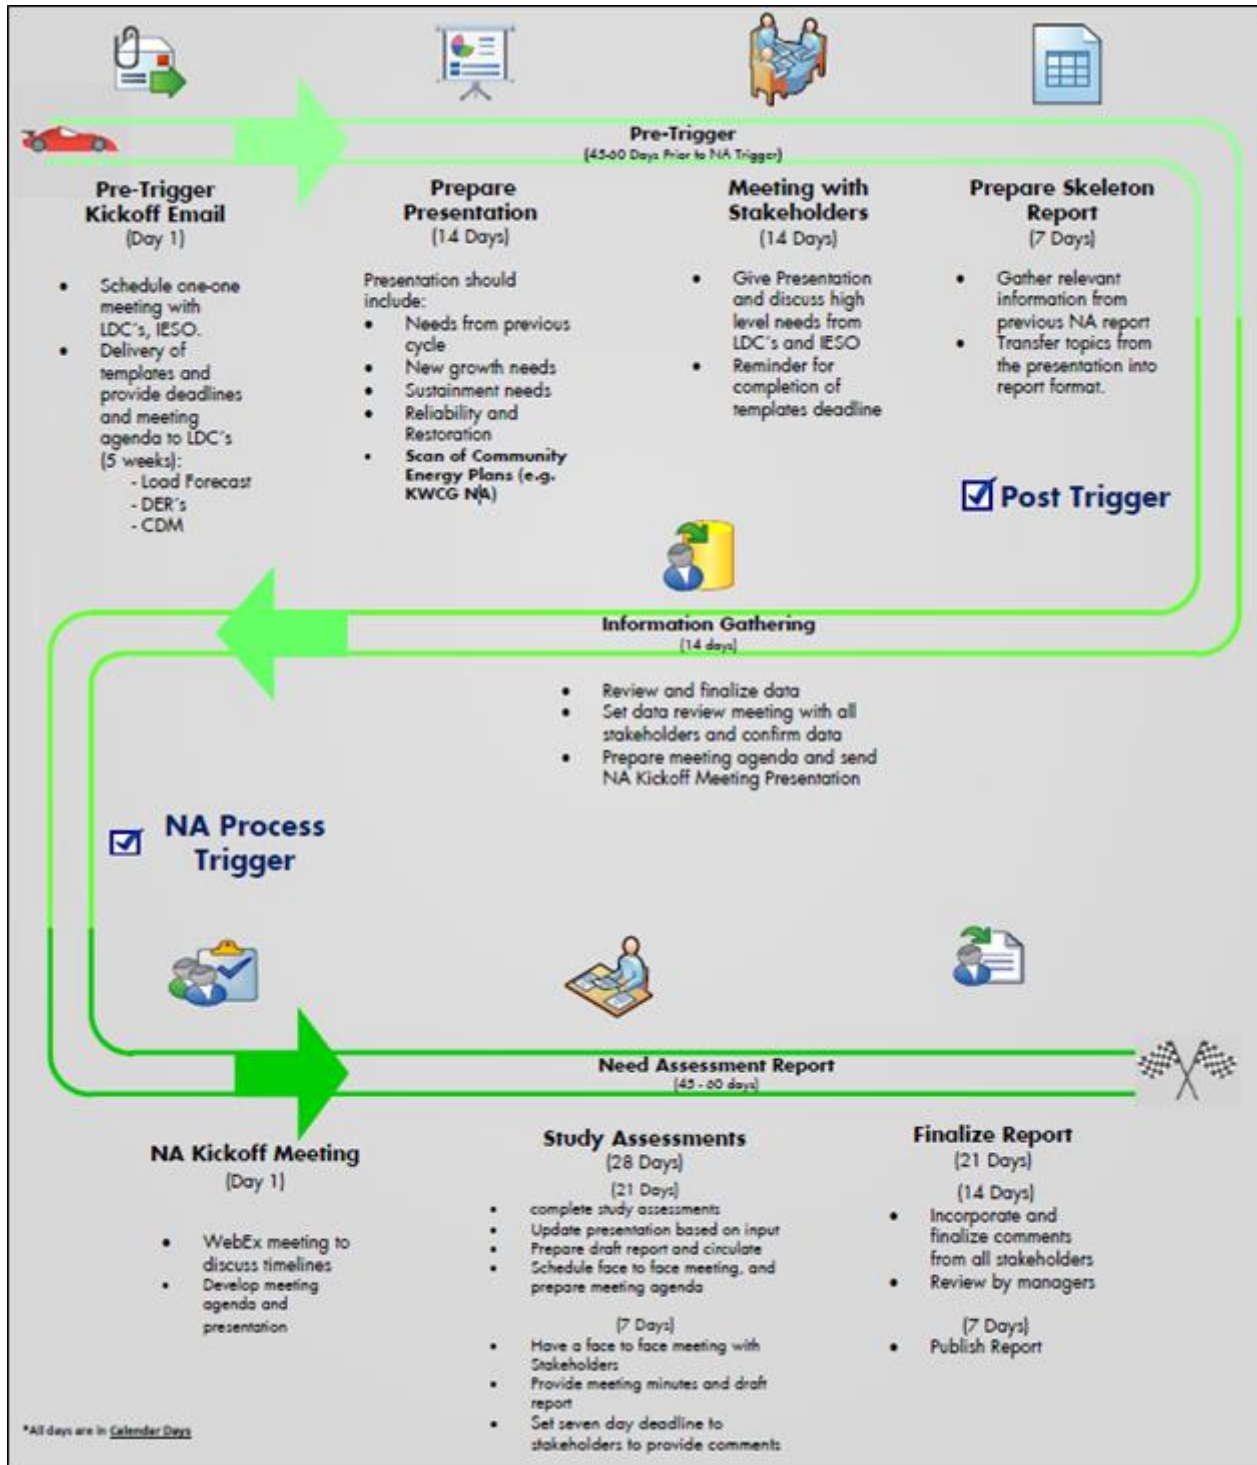 Pre-Trigger
(45-60 Days Prior to NA Trigger)
Pre-Trigger
Kickoff Email
(Day 1)
• Schedule one-one
meeting with
LDC's, IESO.
• Delivery of
templates and
provide deadlines
and meeting
agenda to LDC's
(5 weeks):
- Load Forecast
- DER's
- CDM
Prepare
Presentation
(14 Days)
Presentation should
include:
• Needs from previous
cycle
• New growth needs
• Sustainment needs
• Reliability and
Restoration
• Scan of Community
Energy Plans (e.g.
KWCG NA)
Meeting with
Stakeholders
(14 Days)
• Give Presentation
and discuss high
level needs from
LDC's and IESO
• Reminder for
completion of
templates deadline
Prepare Skeleton
Report
(7 Days)
• Gather relevant
information from
previous NA report
• Transfer topics from
the presentation into
report format.
Post Trigger
Information Gathering
(14 days)
• Review and finalize data
• Set data review meeting with all
stakeholders and confirm data
• Prepare meeting agenda and send
NA Kickoff Meeting Presentation
NA Process
Trigger
Need Assessment Report
(45 - 60 days)
NA Kickoff Meeting
(Day 1)
• WebEx meeting to
discuss timelines
• Develop meeting
agenda and
presentation
Study Assessments
(28 Days)
(21 Days)
• complete study assessments
• Update presentation based on input
• Prepare draft report and circulate
• Schedule face to face meeting, and
prepare meeting agenda
(7 Days)
• Have a face to face meeting with
Stakeholders
• Provide meeting minutes and draft
report
• Set seven day deadline to
stakeholders to provide comments
Finalize Report
(21 Days)
(14 Days)
• Incorporate and
finalize comments
from all stakeholders
• Review by managers
(7 Days)
• Publish Report
*All days are in Calendar Days